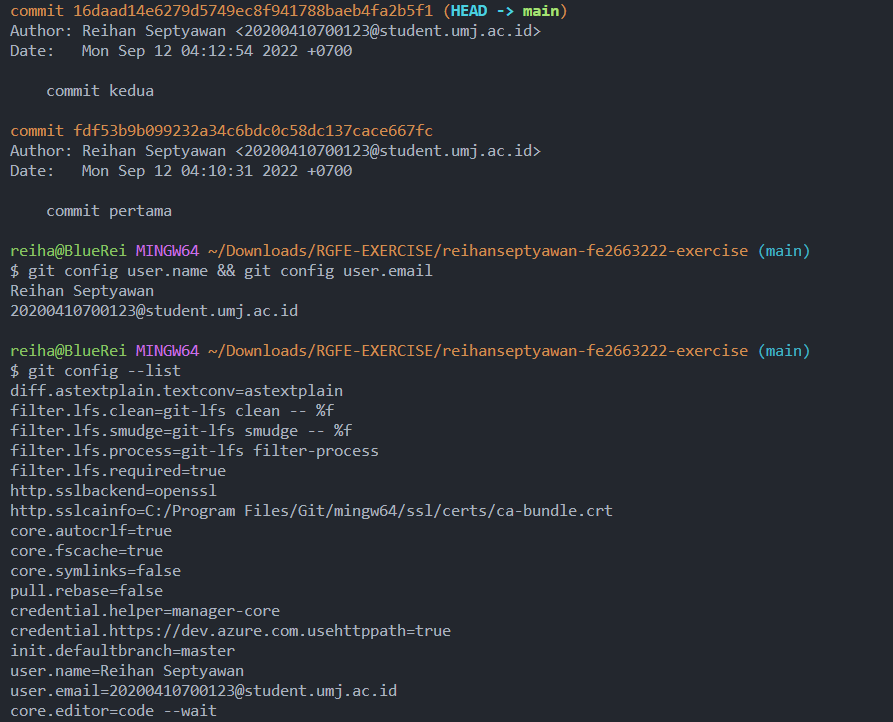 commit 16daad14e6279d5749ec8f941788baeb4fa2b5f1 (HEAD -> main)
Author: Reihan Septyawan <20200410700123@student.umj.ac.id>
Date:   Mon Sep 12 04:12:54 2022 +0700

    commit kedua

commit fdf53b9b099232a34c6bdc0c58dc137cace667fc
Author: Reihan Septyawan <20200410700123@student.umj.ac.id>
Date:   Mon Sep 12 04:10:31 2022 +0700

    commit pertama

reiha@BlueRei MINGW64 ~/Downloads/RGFE-EXERCISE/reihanseptyawan-fe2663222-exercise (main)
$ git config user.name && git config user.email
Reihan Septyawan
20200410700123@student.umj.ac.id

reiha@BlueRei MINGW64 ~/Downloads/RGFE-EXERCISE/reihanseptyawan-fe2663222-exercise (main)
$ git config --list
diff.astextplain.textconv=astextplain
filter.lfs.clean=git-lfs clean -- %f
filter.lfs.smudge=git-lfs smudge -- %f
filter.lfs.process=git-lfs filter-process
filter.lfs.required=true
http.sslbackend=openssl
http.sslcainfo=C:/Program Files/Git/mingw64/ssl/certs/ca-bundle.crt
core.autocrlf=true
core.fscache=true
core.symlinks=false
pull.rebase=false
credential.helper=manager-core
credential.https://dev.azure.com.usehttppath=true
init.defaultbranch=master
user.name=Reihan Septyawan
user.email=20200410700123@student.umj.ac.id
core.editor=code --wait